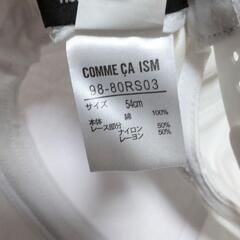 COMME ÇA ISM
98-80RS03
サイズ 54cm
本体 綿 100%
レース部分 ナイロン 50%
レーヨン 50%